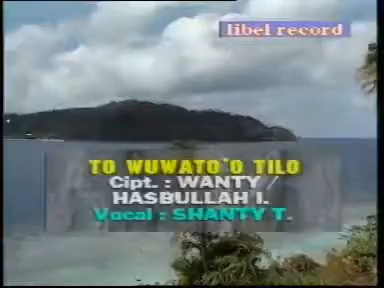 libel record
TO WUWATO'O TILO
Cipt. : WANTY /
HASBULLAH I.
Vocal : SHANTY T.